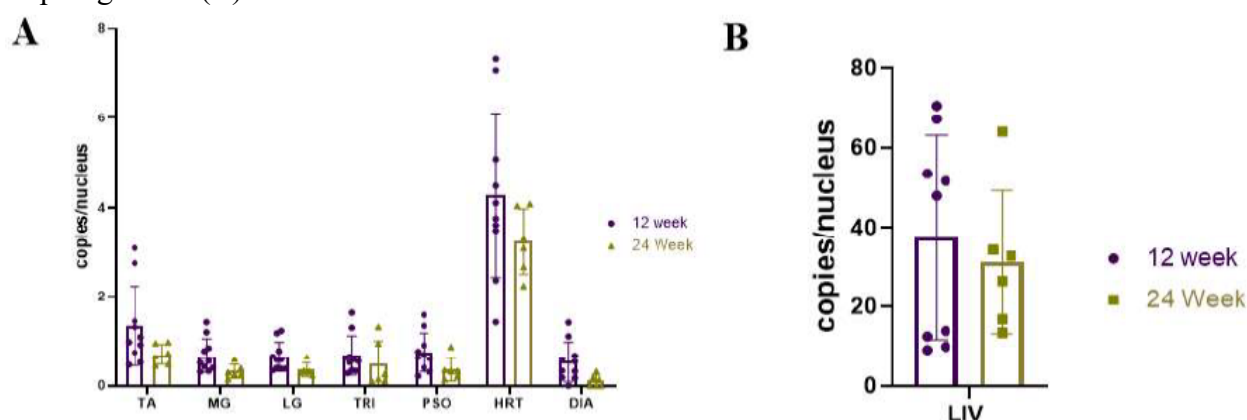 A
B
copies/nucleus
8
6
4
2
0
TA MG LG TRI PSO HRT DIA
12 week
24 Week
copies/nucleus
80
60
40
20
0
LIV
12 week
24 Week